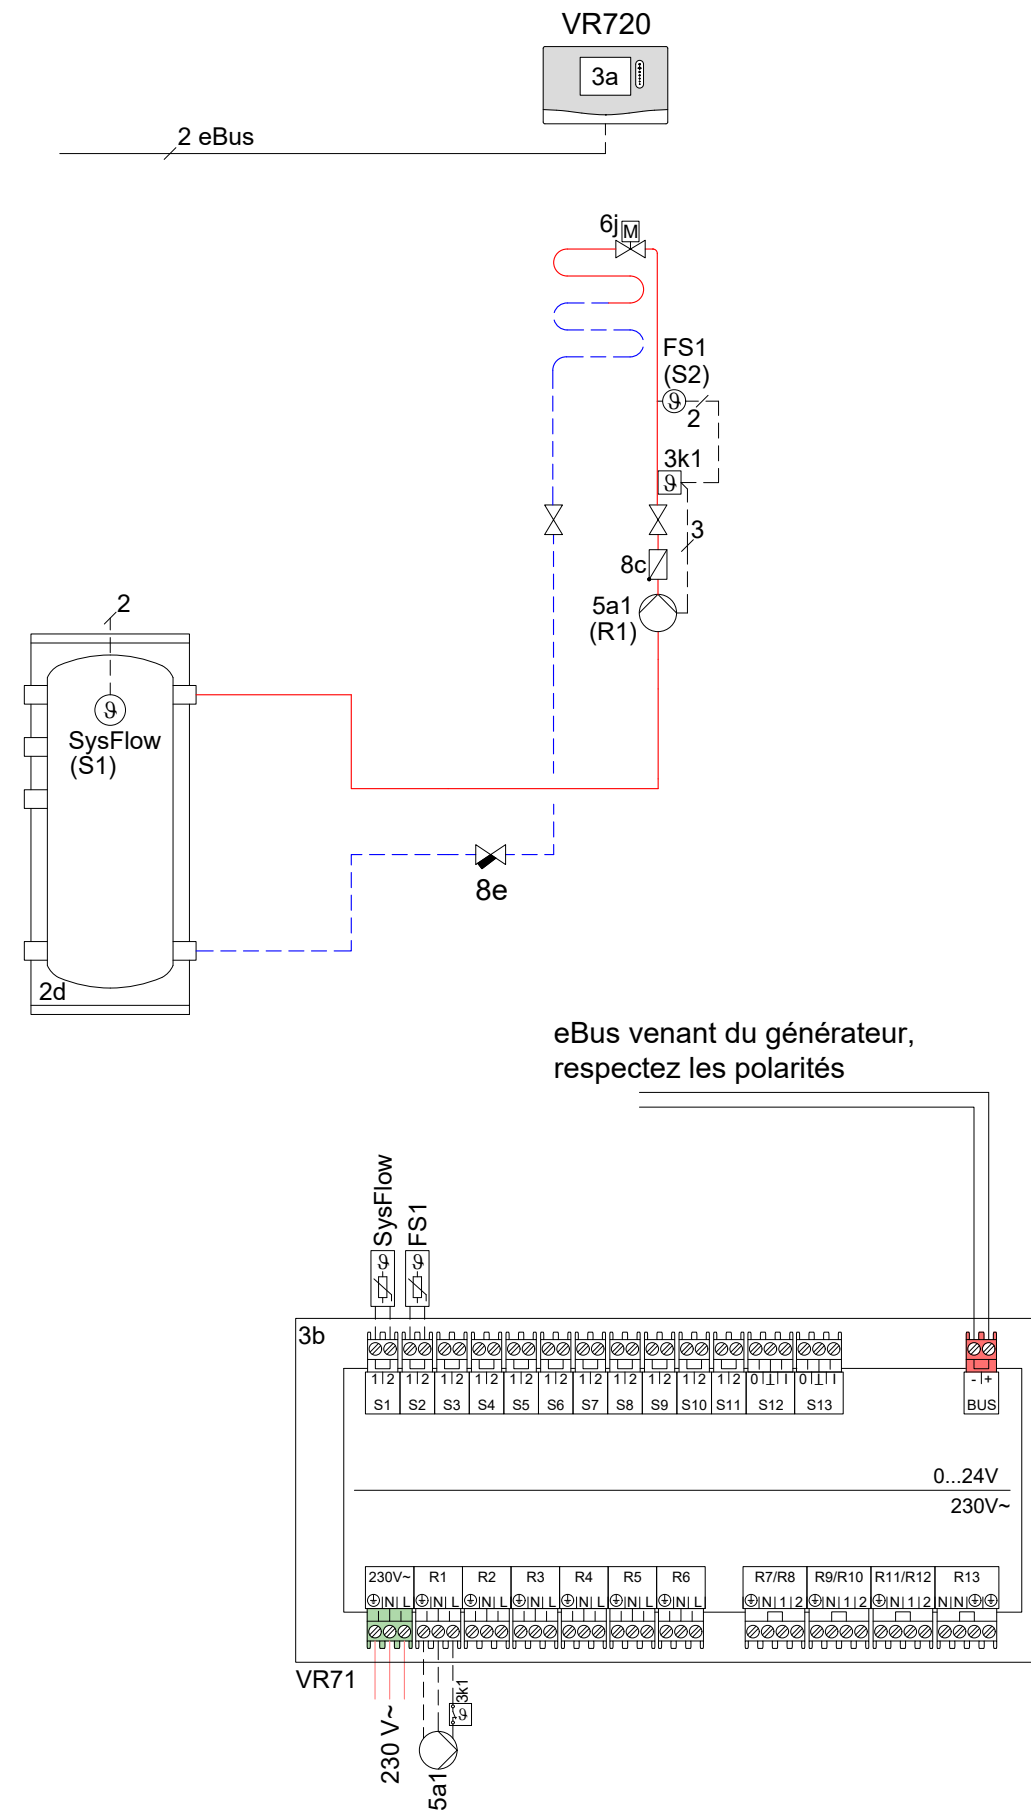 VR720
3a
2 eBus
6j
M
FS1
(S2)
ϑ
2
3k1
ϑ
3
8c
5a1
(R1)
2
ϑ
SysFlow
(S1)
8e
2d
eBus venant du générateur,
respectez les polarités
SysFlow
FS1
ϑ
ϑ
3b
1|2 1|2 1|2 1|2 1|2 1|2 1|2 1|2 1|2 1|2 1|2 0|⊥|I 0|⊥|I -|+
S1 S2 S3 S4 S5 S6 S7 S8 S9 S10 S11 S12 S13 BUS
0...24V
230V~
230V~ R1 R2 R3 R4 R5 R6 R7/R8 R9/R10 R11/R12 R13
⏚|N|L ⏚|N|L ⏚|N|L ⏚|N|L ⏚|N|L ⏚|N|L ⏚|N|L ⏚|N|1|2 ⏚|N|1|2 ⏚|N|1|2 N|N|⏚|⏚
VR71
3k1
ϑ
230 V~
5a1